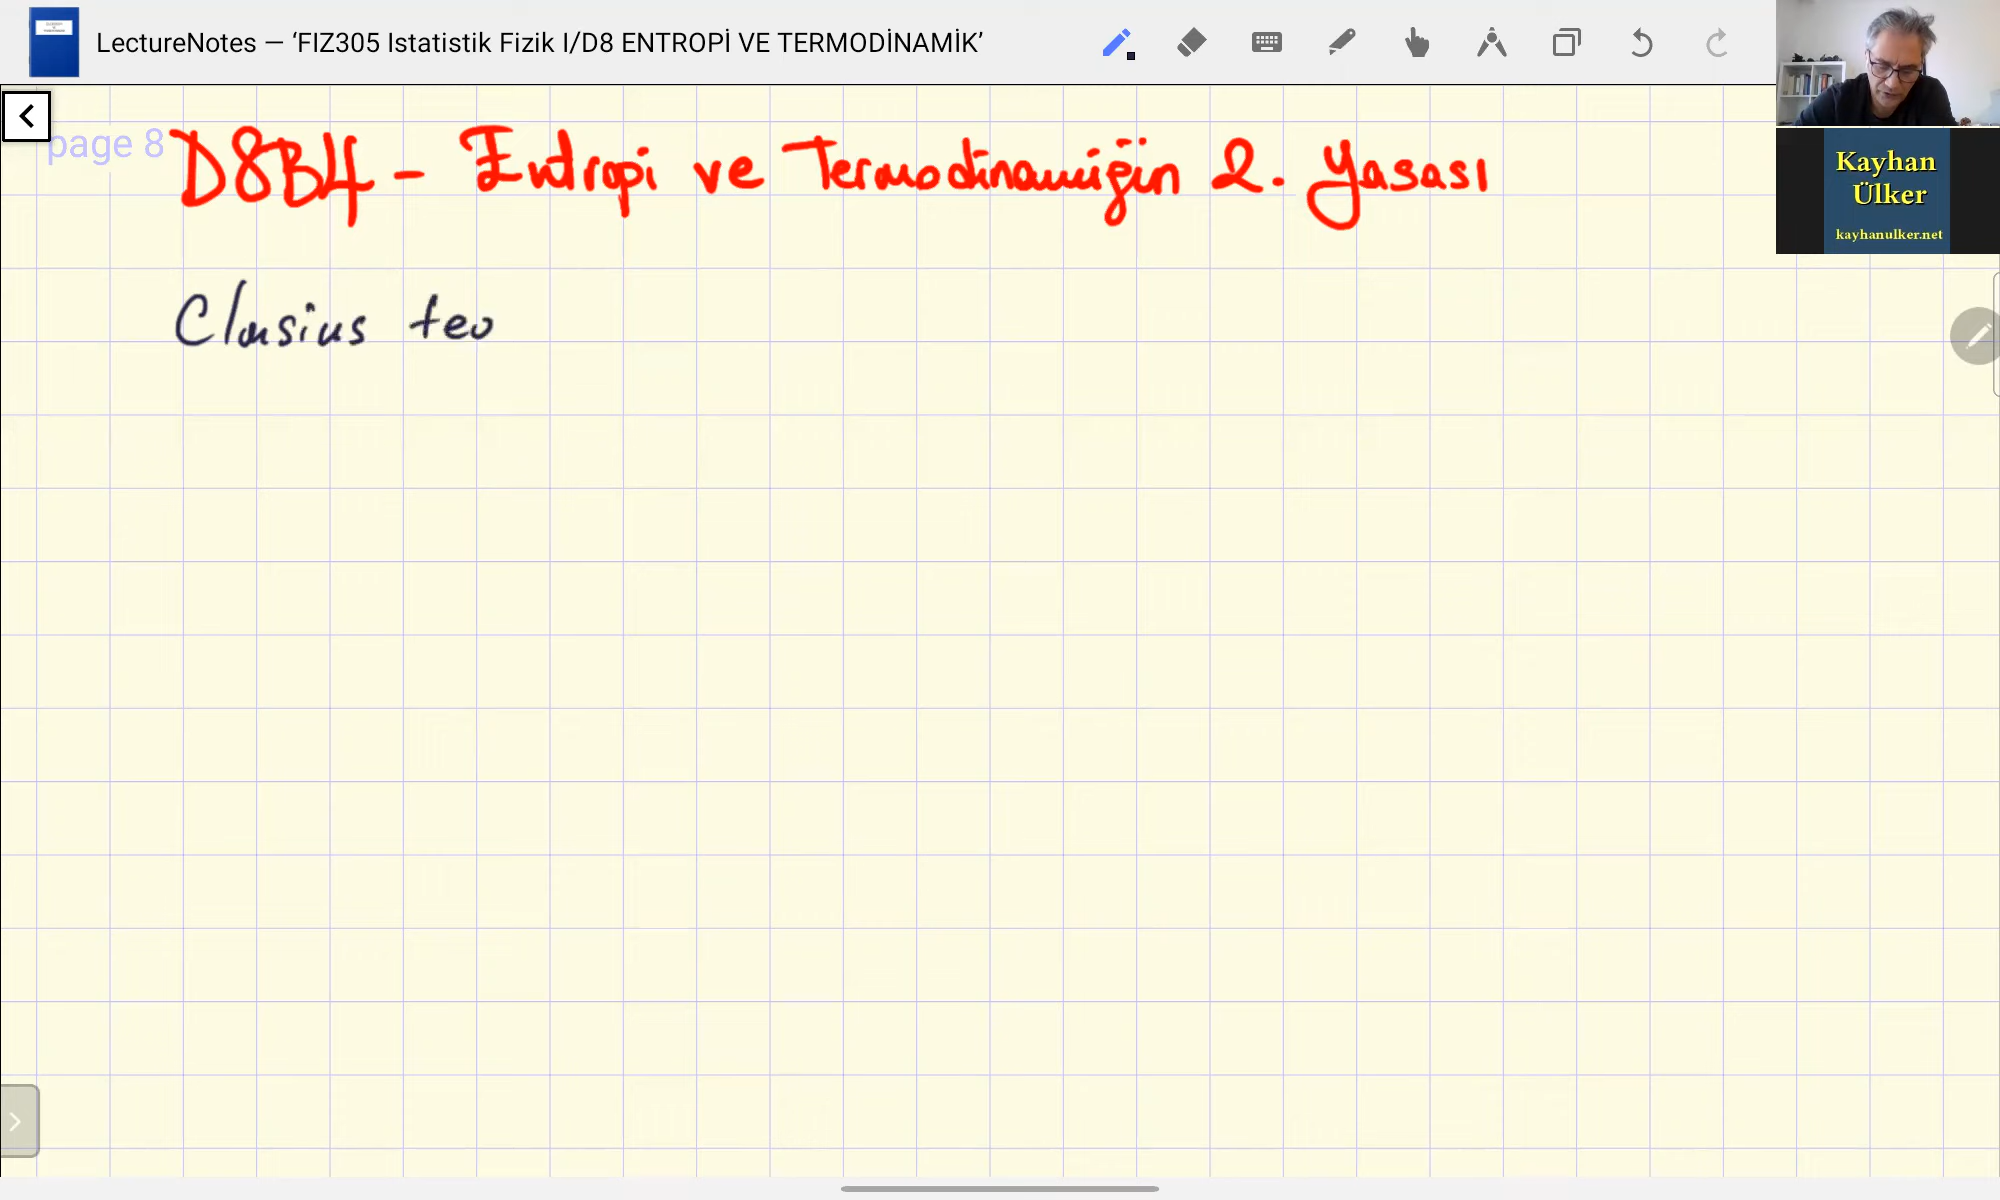 LectureNotes — ‘FIZ305 Istatistik Fizik I/D8 ENTROPİ VE TERMODİNAMİK’
page 8
D8B4 - Entropi ve Termodinamiğin 2. Yasası
Kayhan
Ülker
kayhanulker.net
Clausius teo